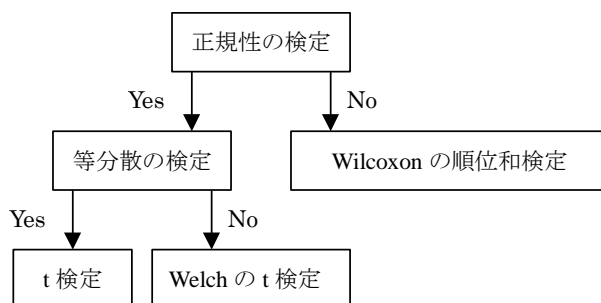 正規性の検定
Yes
No
等分散の検定
Wilcoxon の順位和検定
Yes
No
t 検定
Welch の t 検定